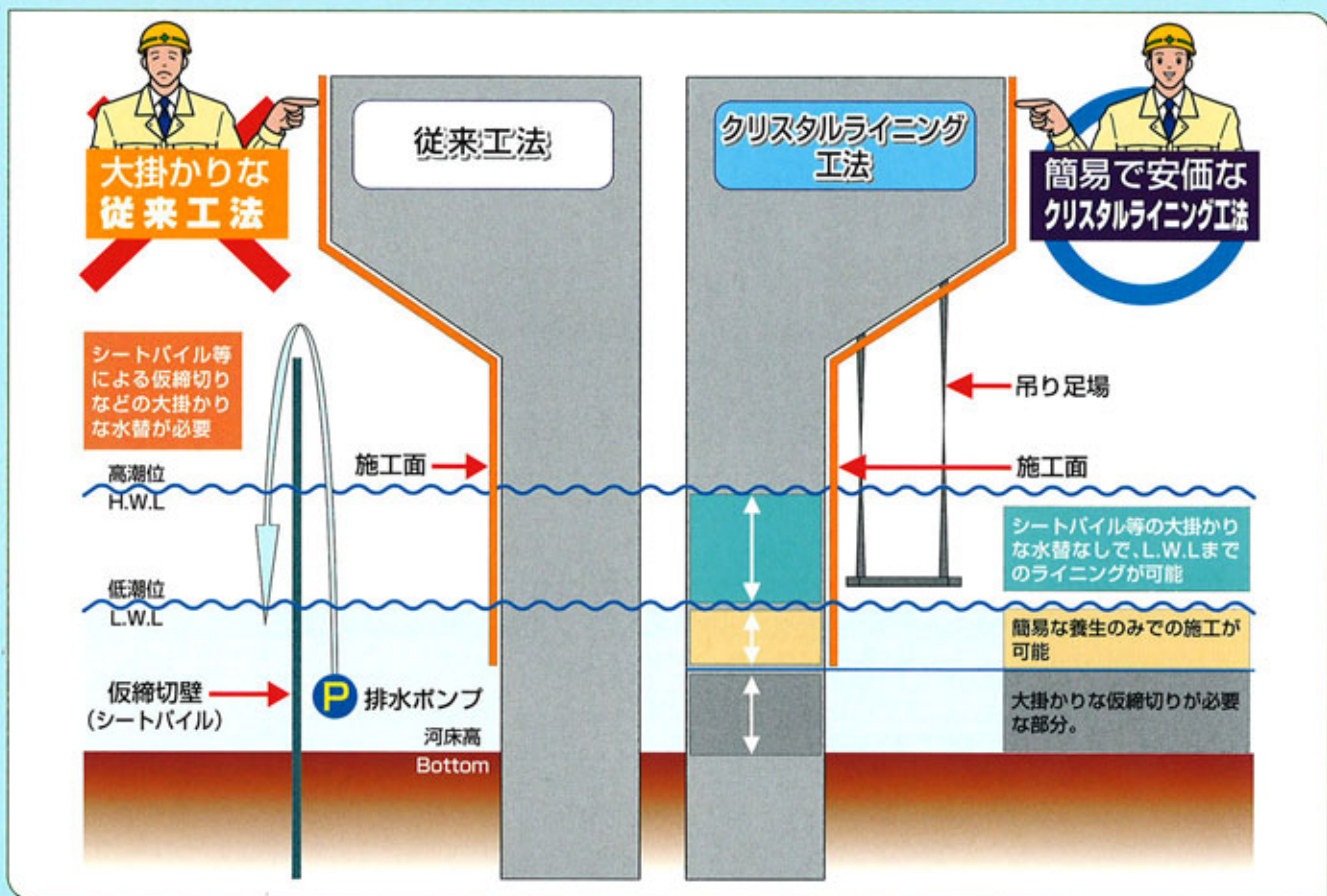 大掛かりな
従来工法
従来工法
シートパイル等
による仮締切り
などの大掛かり
な水替が必要
施工面
高潮位
H.W.L
低潮位
L.W.L
仮締切壁
(シートパイル)
P
排水ポンプ
河床高
Bottom
クリスタルライニング
工法
簡易で安価な
クリスタルライニング工法
吊り足場
施工面
シートパイル等の大掛かり
な水替なしで、L.W.Lまで
のライニングが可能
簡易な養生のみでの施工が
可能
大掛かりな仮締切りが必要
な部分。